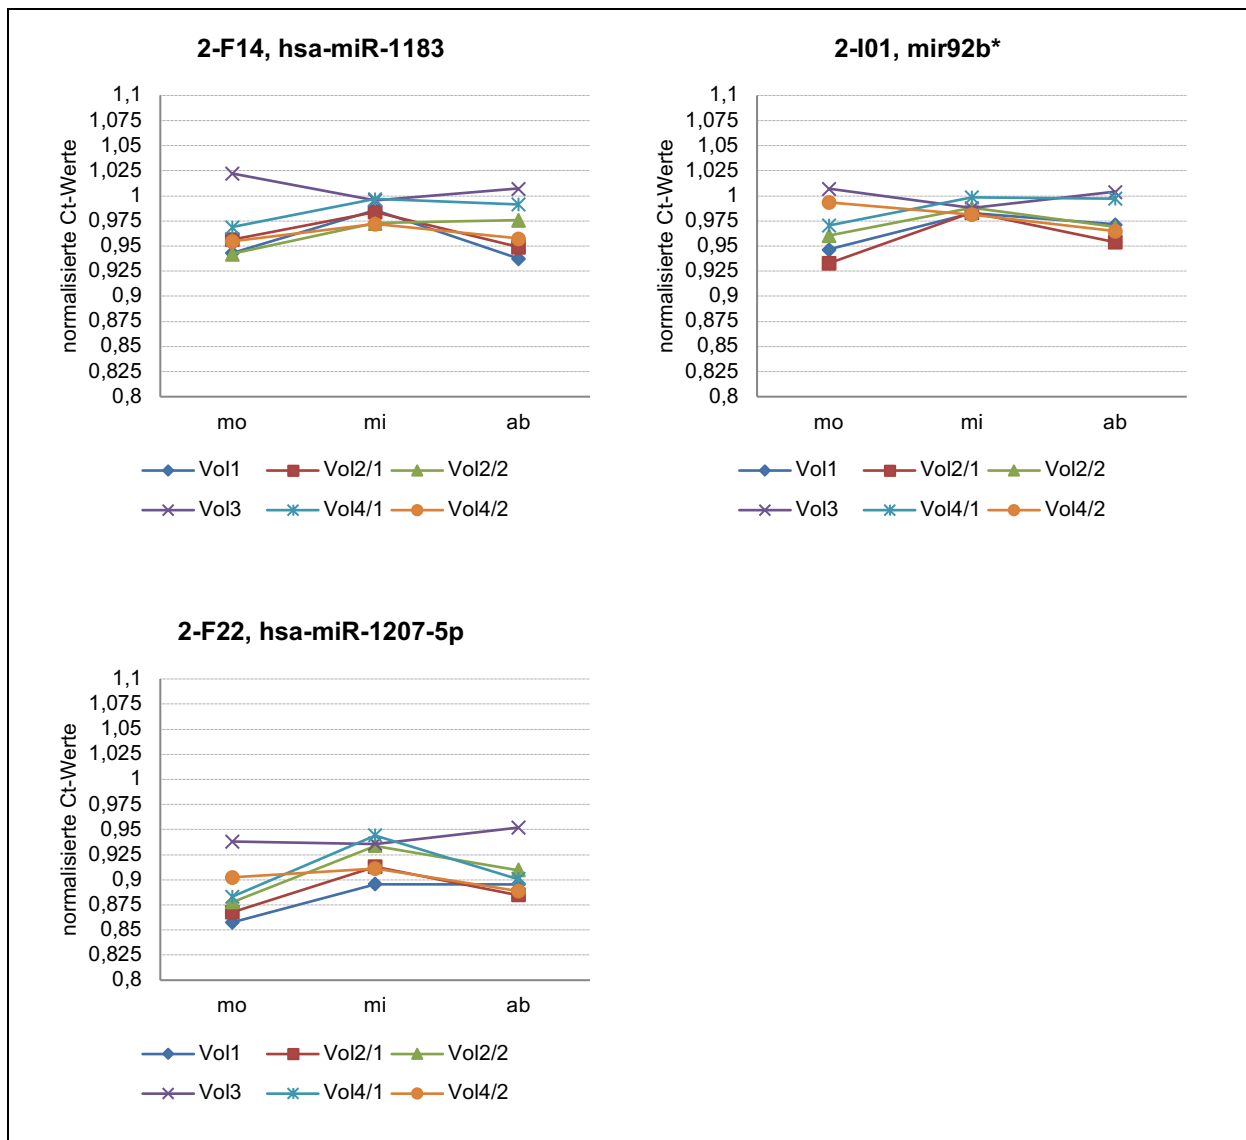 2-F14, hsa-miR-1183
normalisierte Ct-Werte
1,1
1,075
1,05
1,025
1
0,975
0,95
0,925
0,9
0,875
0,85
0,825
0,8
mo mi ab
Vol1 Vol2/1 Vol2/2
Vol3 Vol4/1 Vol4/2
2-I01, mir92b*
normalisierte Ct-Werte
1,1
1,075
1,05
1,025
1
0,975
0,95
0,925
0,9
0,875
0,85
0,825
0,8
mo mi ab
Vol1 Vol2/1 Vol2/2
Vol3 Vol4/1 Vol4/2
2-F22, hsa-miR-1207-5p
normalisierte Ct-Werte
1,1
1,075
1,05
1,025
1
0,975
0,95
0,925
0,9
0,875
0,85
0,825
0,8
mo mi ab
Vol1 Vol2/1 Vol2/2
Vol3 Vol4/1 Vol4/2